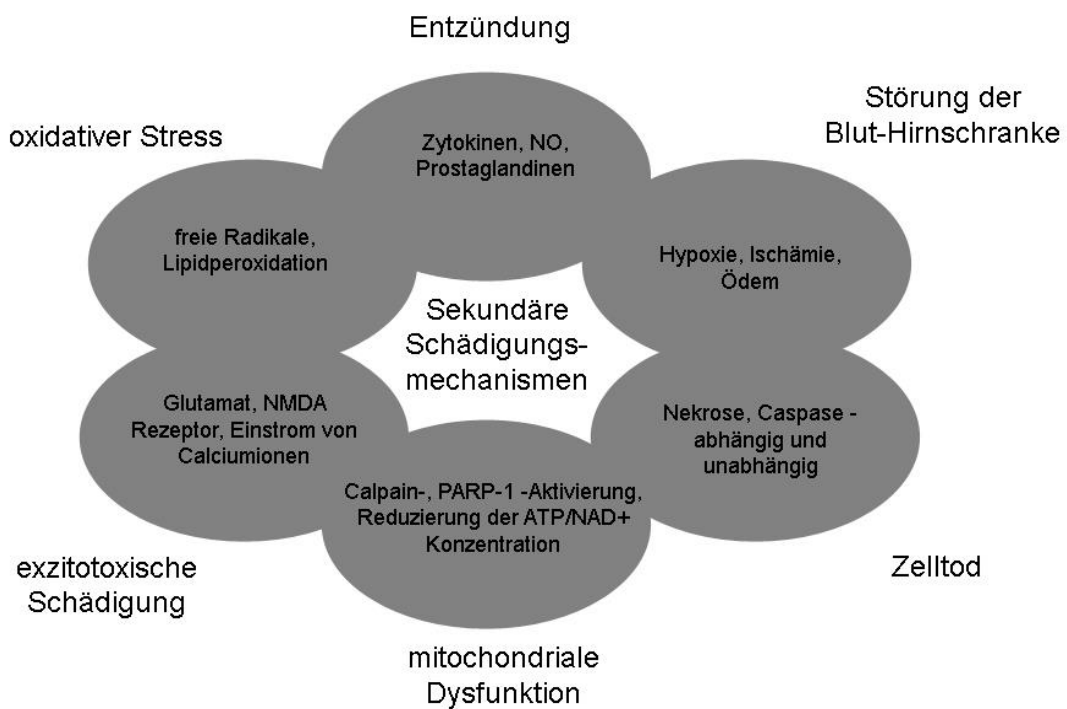 Entzündung
Störung der
Blut-Hirnschranke
oxidativer Stress
Zytokinen, NO,
Prostaglandinen
freie Radikale,
Lipidperoxidation
Hypoxie, Ischämie,
Ödem
Sekundäre
Schädigungs-
mechanismen
Glutamat, NMDA
Rezeptor, Einstrom von
Calciumionen
Nekrose, Caspase -
abhängig und
unabhängig
Calpain-, PARP-1 -Aktivierung,
Reduzierung der ATP/NAD+
Konzentration
exzitotoxische
Schädigung
Zelltod
mitochondriale
Dysfunktion